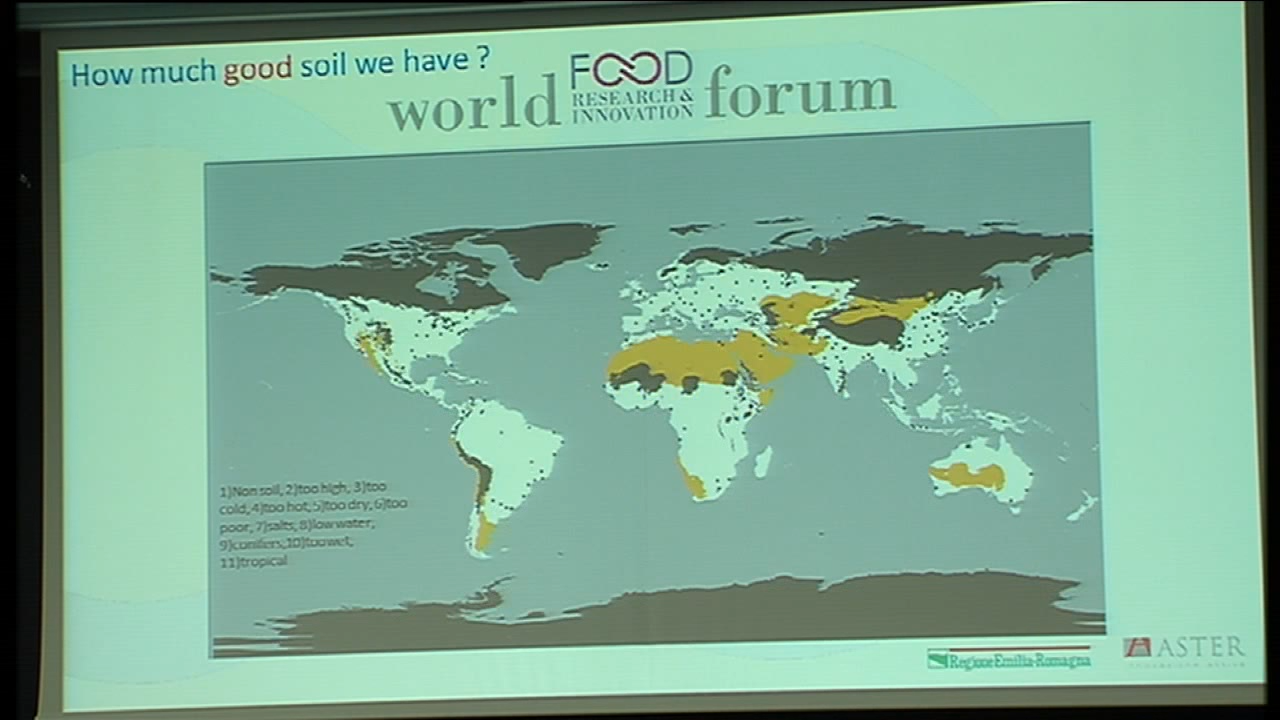 How much good soil we have ?
world FOOD RESEARCH & INNOVATION forum
1)Non soil, 2)too high, 3)too
cold, 4)too hot, 5)too dry, 6)too
poor, 7)salts, 8)low water,
9)conifers, 10)too wet,
11)tropical
RegioneEmilia-Romagna
ASTER